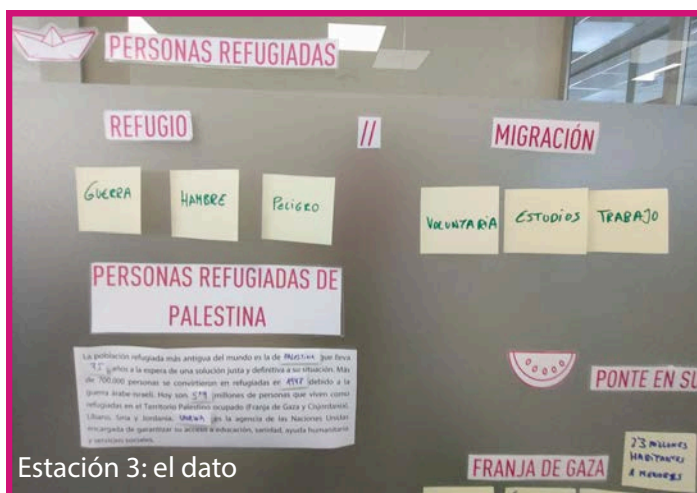 PERSONAS REFUGIADAS
REFUGIO
//
MIGRACIÓN
GUERRA
HAMBRE
PELIGRO
VOLUNTARIA
ESTUDIOS
TRABAJO
PERSONAS REFUGIADAS DE
PALESTINA
La población refugiada más antigua del mundo es la de PALESTINA que lleva
75 años a la espera de una solución justa y definitiva a su situación. Más
de 700.000 personas se convirtieron en refugiadas en 1948 debido a la
guerra árabe-israelí. Hoy son 5'9 millones de personas que viven como
refugiadas en el Territorio Palestino ocupado (Franja de Gaza y Cisjordania),
Líbano, Siria y Jordania. UNRWA es la agencia de las Naciones Unidas
encargada de garantizar su acceso a educación, sanidad, ayuda humanitaria
y servicios sociales.
PONTE EN SU
FRANJA DE GAZA
HABITANTES
Estación 3: el dato